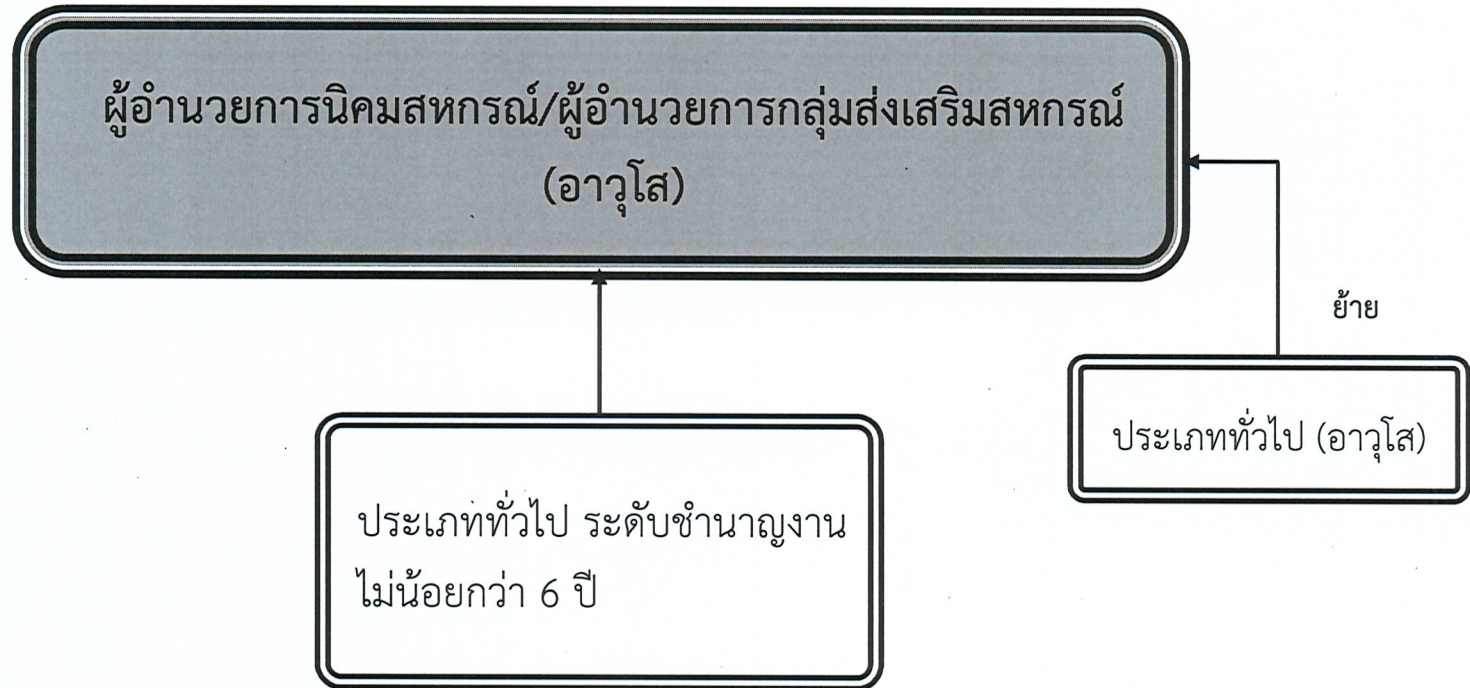 ผู้อำนวยการนิคมสหกรณ์/ผู้อำนวยการกลุ่มส่งเสริมสหกรณ์
(อาวุโส)
ย้าย
ประเภททั่วไป (อาวุโส)
ประเภททั่วไป ระดับชำนาญงาน
ไม่น้อยกว่า 6 ปี